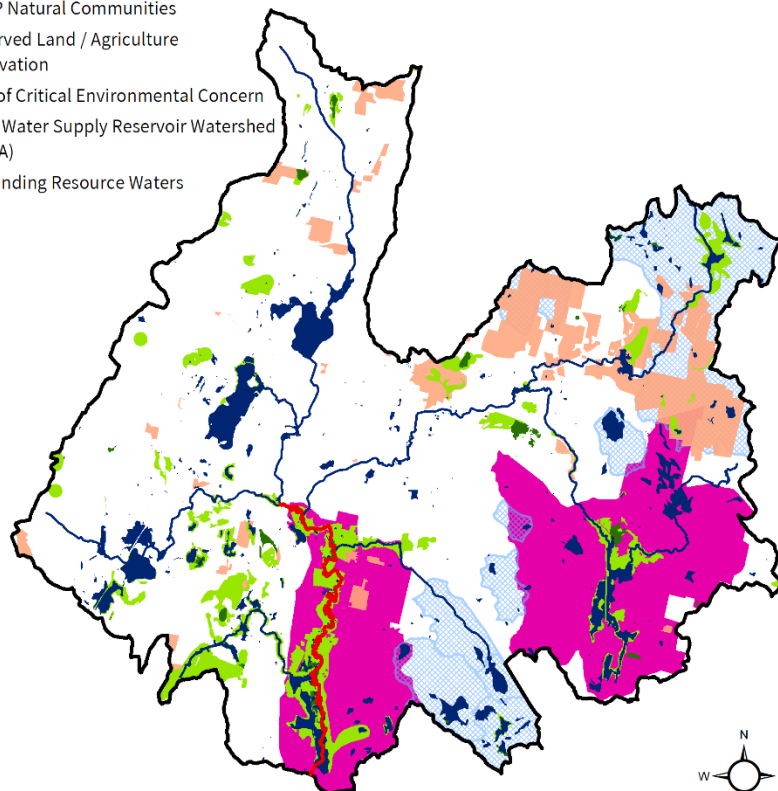 P Natural Communities
rved Land / Agriculture
vation
of Critical Environmental Concern
Water Supply Reservoir Watershed
A)
nding Resource Waters
N
W